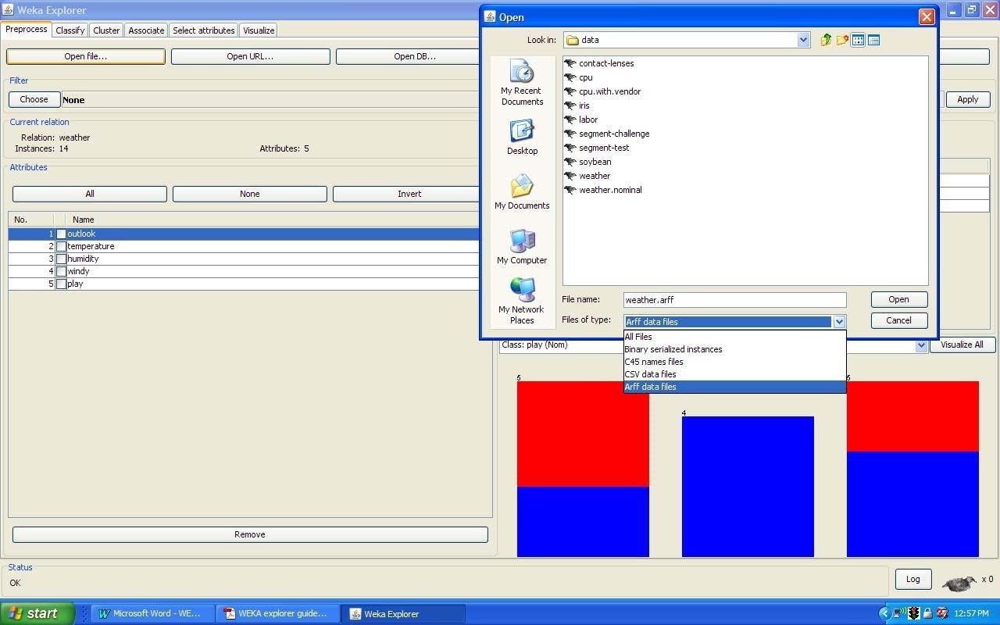 Weka Explorer
Preprocess Classify Cluster Associate Select attributes Visualize
Open file... Open URL... Open DB...
Filter
Choose None Apply
Current relation
Relation: weather
Instances: 14 Attributes: 5
Attributes
All None Invert
No. Name
1 outlook
2 temperature
3 humidity
4 windy
5 play
Remove
Open
Look in: data
My Recent Documents
Desktop
My Documents
My Computer
My Network Places
contact-lenses
cpu
cpu.with.vendor
iris
labor
segment-challenge
segment-test
soybean
weather
weather.nominal
File name: weather.arff Open
Files of type: Arff data files Cancel
All Files
Binary serialized instances
C45 names files
CSV data files
Arff data files
Class: play (Nom) Visualize All
5 4 5
Status
OK
Log x 0
start W Microsoft Word - WE... WEKA explorer guide... Weka Explorer 12:57 PM